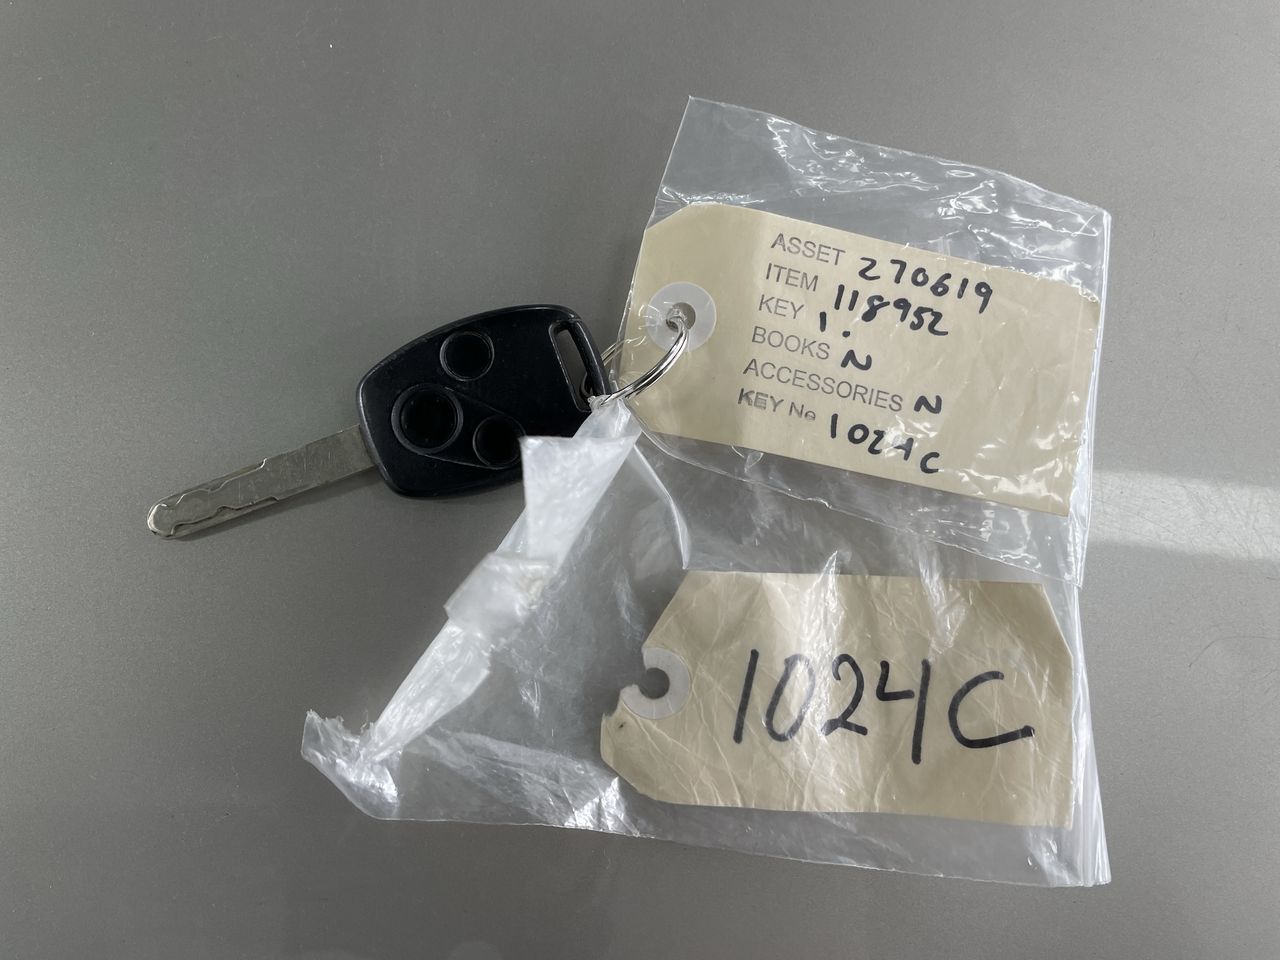 ASSET 270619
ITEM 118952
KEY 1.
BOOKS N
ACCESSORIES N
KEY No 1024C
1024C